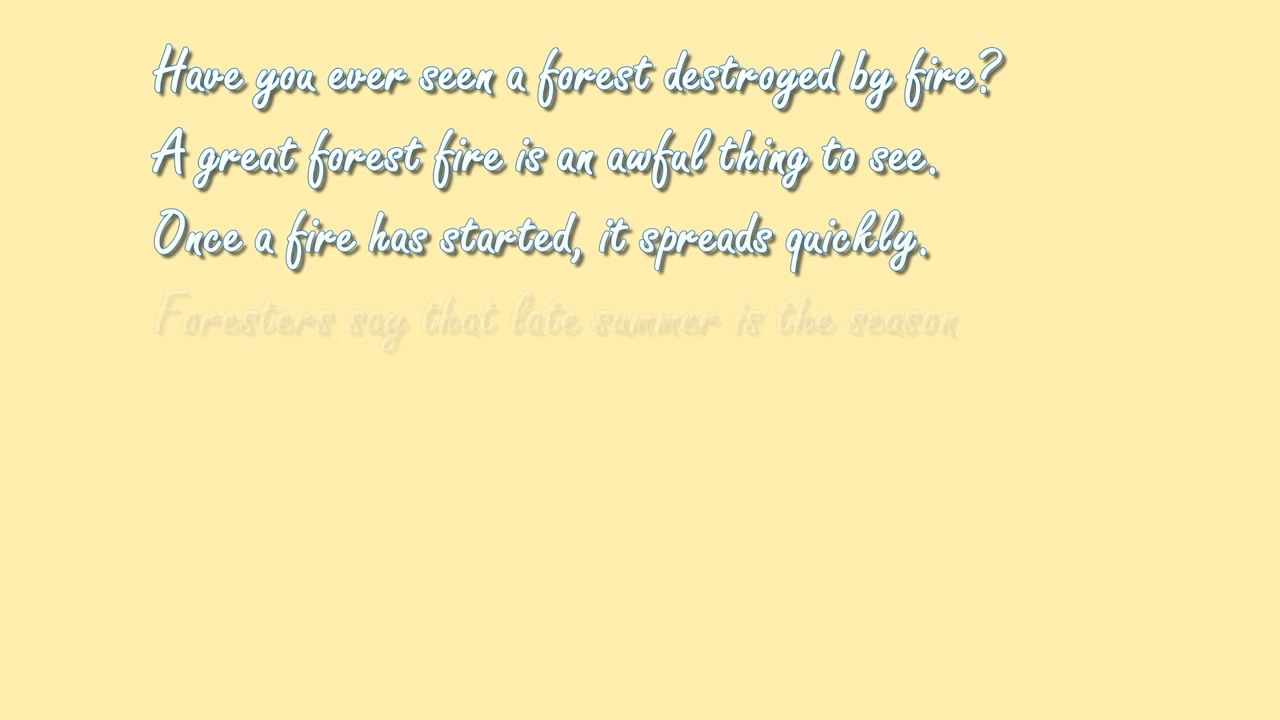 Have you ever seen a forest destroyed by fire?
A great forest fire is an awful thing to see.
Once a fire has started, it spreads quickly.
Foresters say that late summer is the season